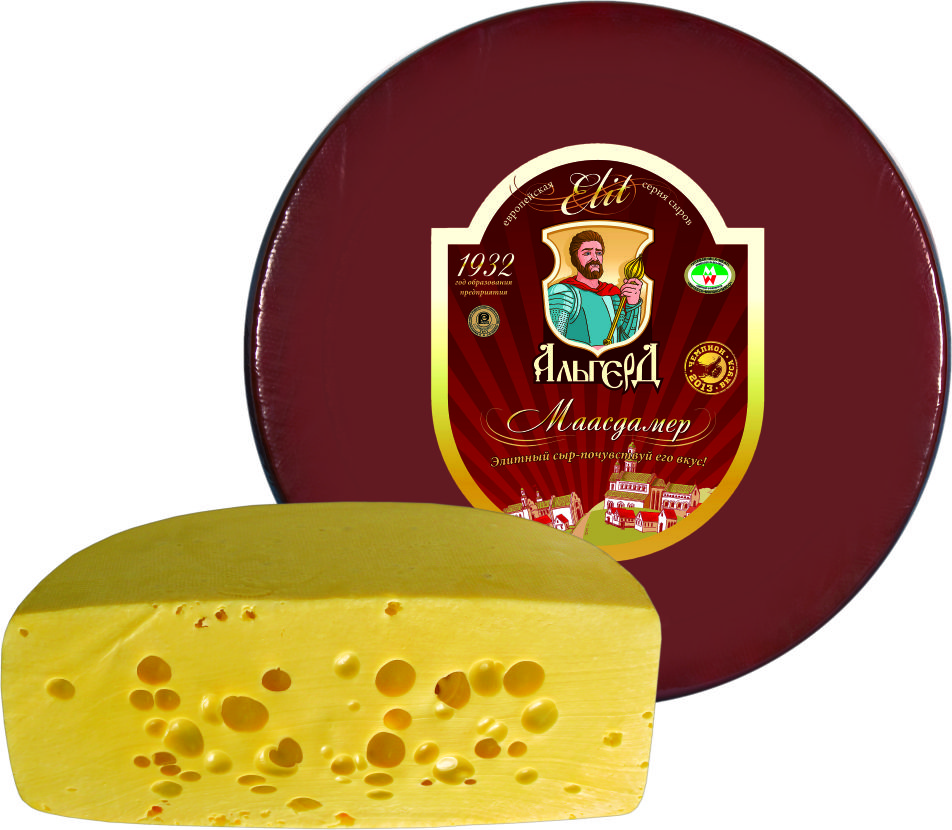 европейская Elit серия сыров
1932
год образования
предприятия
АльгерД
ЧЕМПИОН ВКУСА 2013
Маасдамер
Элитный сыр-почувствуй его вкус!